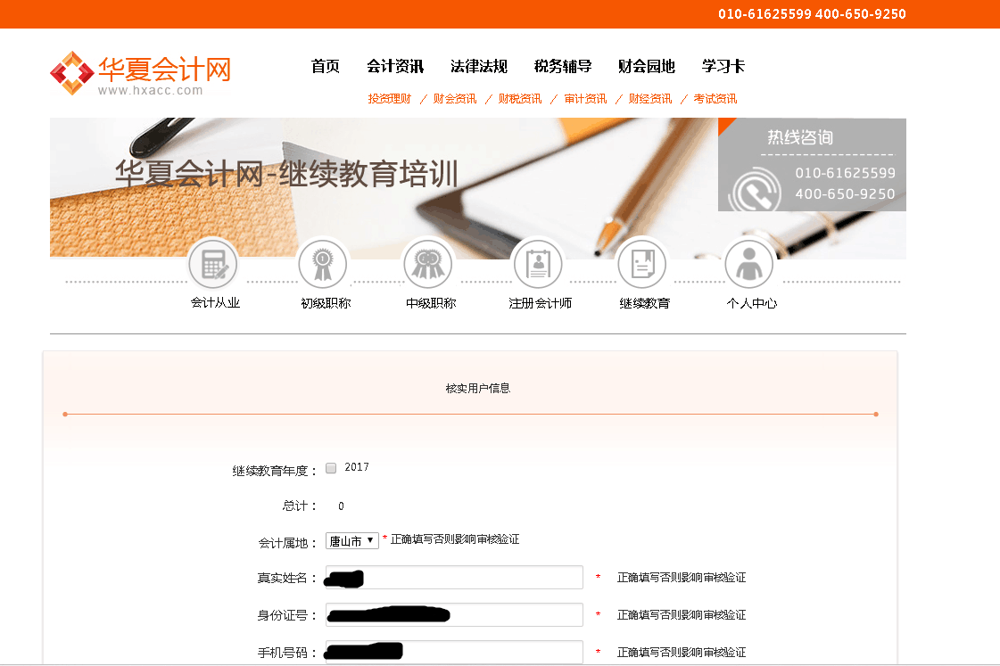 010-61625599 400-650-9250
华夏会计网
www.hxacc.com
首页 会计资讯 法律法规 税务辅导 财会园地 学习卡
投资理财 / 财会资讯 / 财税资讯 / 审计资讯 / 财经资讯 / 考试资讯
华夏会计网-继续教育培训
热线咨询
010-61625599
400-650-9250
会计从业 初级职称 中级职称 注册会计师 继续教育 个人中心
核实用户信息
继续教育年度： 2017
总计： 0
会计属地： 唐山市 * 正确填写否则影响审核验证
真实姓名： * 正确填写否则影响审核验证
身份证号： * 正确填写否则影响审核验证
手机号码： * 正确填写否则影响审核验证